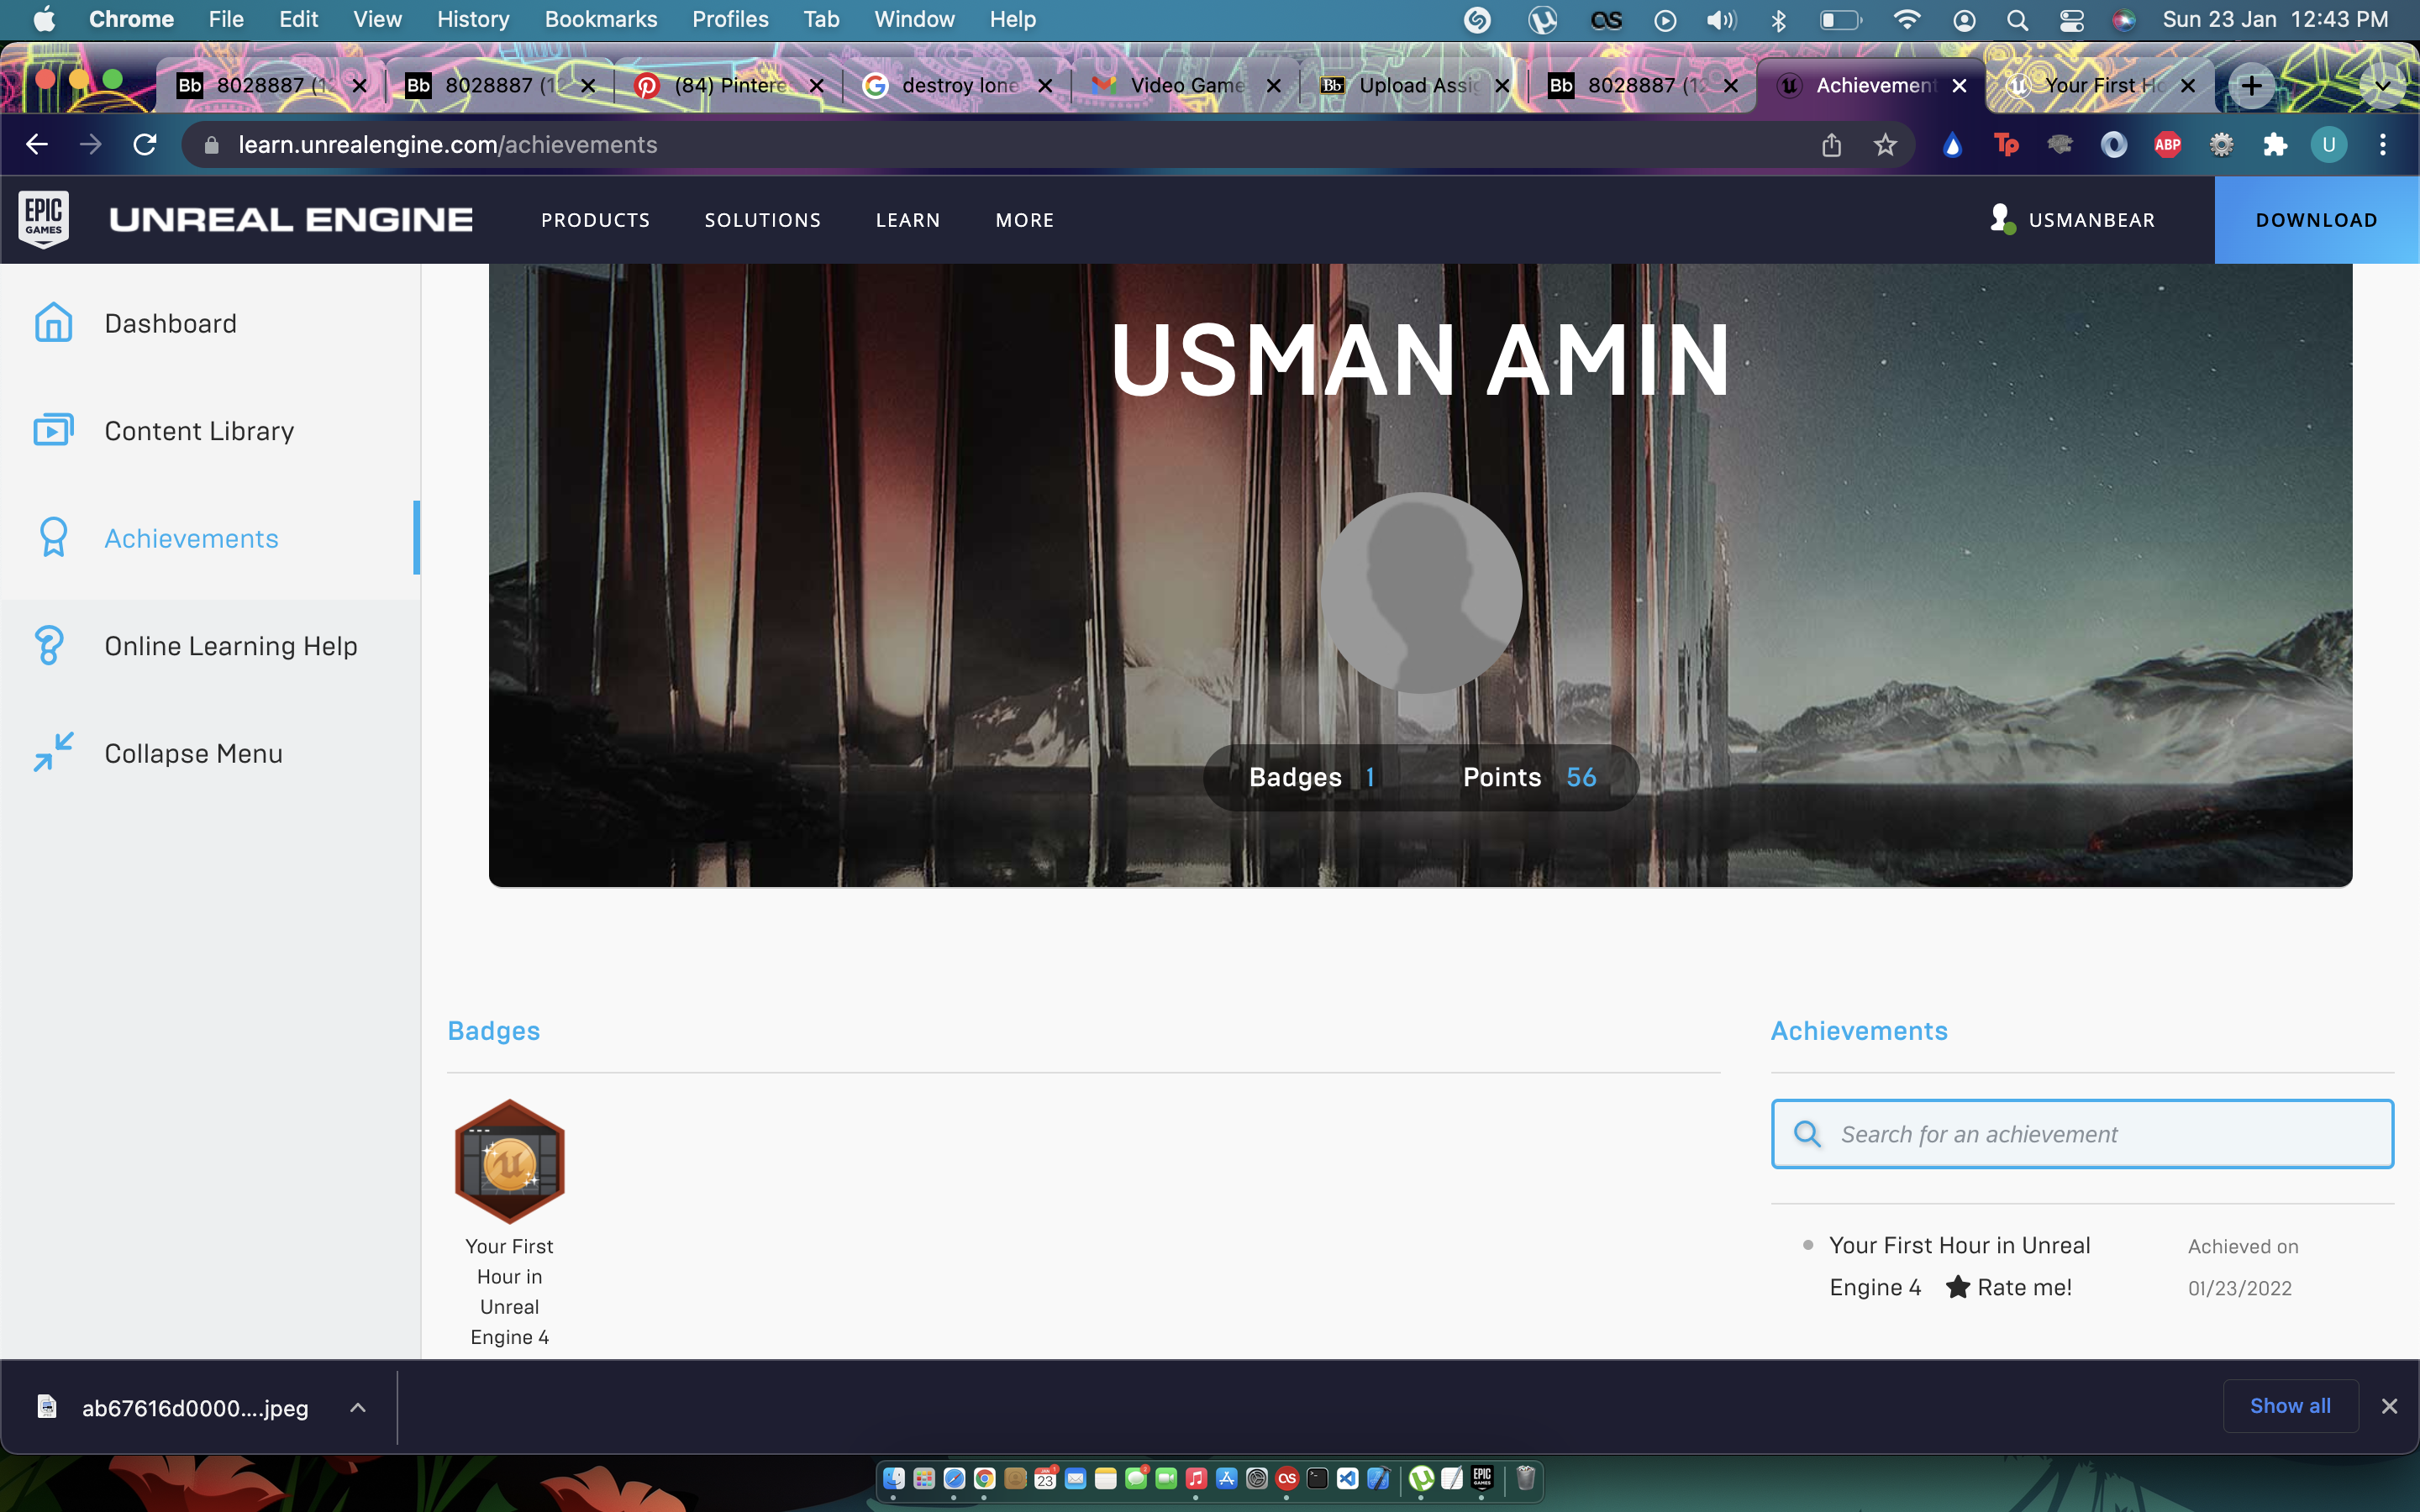 Chrome File Edit View History Bookmarks Profiles Tab Window Help Sun 23 Jan 12:43 PM
Bb 8028887 (1 Bb 8028887 (1 (84) Pintere destroy lone Video Game Bb Upload Assig Bb 8028887 (1 Achievement Your First Ho
learn.unrealengine.com/achievements Tp ABP U
EPIC GAMES UNREAL ENGINE PRODUCTS SOLUTIONS LEARN MORE USMANBEAR DOWNLOAD
Dashboard
Content Library
Achievements
Online Learning Help
Collapse Menu
USMAN AMIN
Badges 1 Points 56
Badges
Your First
Hour in
Unreal
Engine 4
Achievements
Search for an achievement
Your First Hour in Unreal Achieved on
Engine 4 Rate me! 01/23/2022
ab67616d0000....jpeg Show all